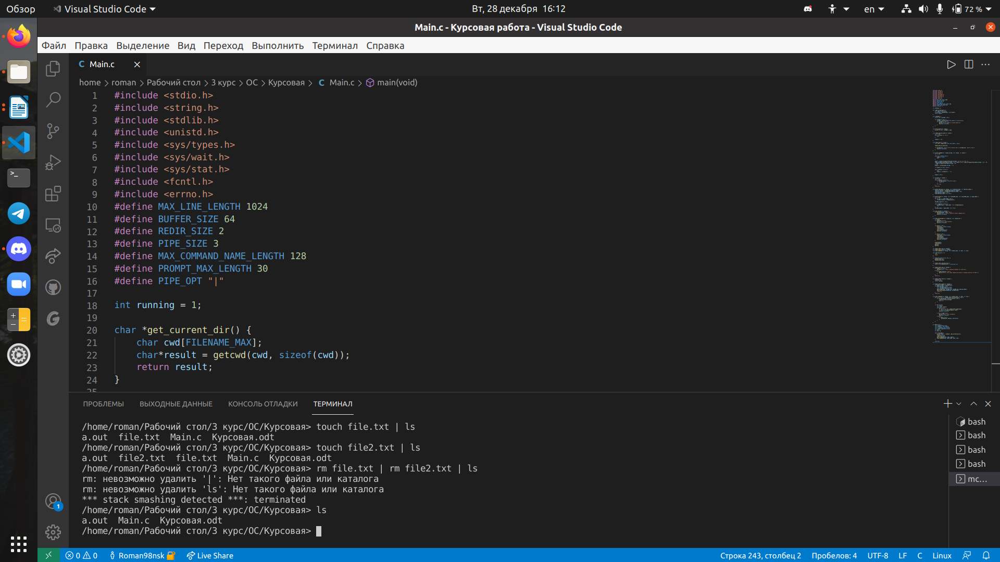 Обзор Visual Studio Code Вт, 28 декабря 16:12 en 72 %
Main.c - Курсовая работа - Visual Studio Code
Файл Правка Выделение Вид Переход Выполнить Терминал Справка
C Main.c
home > roman > Рабочий стол > 3 курс > ОС > Курсовая > C Main.c > main(void)
1 #include <stdio.h>
2 #include <string.h>
3 #include <stdlib.h>
4 #include <unistd.h>
5 #include <sys/types.h>
6 #include <sys/wait.h>
7 #include <sys/stat.h>
8 #include <fcntl.h>
9 #include <errno.h>
10 #define MAX_LINE_LENGTH 1024
11 #define BUFFER_SIZE 64
12 #define REDIR_SIZE 2
13 #define PIPE_SIZE 3
14 #define MAX_COMMAND_NAME_LENGTH 128
15 #define PROMPT_MAX_LENGTH 30
16 #define PIPE_OPT "|"
17
18 int running = 1;
19
20 char *get_current_dir() {
21 char cwd[FILENAME_MAX];
22 char*result = getcwd(cwd, sizeof(cwd));
23 return result;
24 }
25
ПРОБЛЕМЫ ВЫХОДНЫЕ ДАННЫЕ КОНСОЛЬ ОТЛАДКИ ТЕРМИНАЛ
/home/roman/Рабочий стол/3 курс/ОС/Курсовая> touch file.txt | ls
a.out file.txt Main.c Курсовая.odt
/home/roman/Рабочий стол/3 курс/ОС/Курсовая> touch file2.txt | ls
a.out file2.txt file.txt Main.c Курсовая.odt
/home/roman/Рабочий стол/3 курс/ОС/Курсовая> rm file.txt | rm file2.txt | ls
rm: невозможно удалить '|': Нет такого файла или каталога
rm: невозможно удалить 'ls': Нет такого файла или каталога
*** stack smashing detected ***: terminated
/home/roman/Рабочий стол/3 курс/ОС/Курсовая> ls
a.out Main.c Курсовая.odt
/home/roman/Рабочий стол/3 курс/ОС/Курсовая>
bash
bash
bash
bash
mc...
1
0 0 Roman98nsk Live Share Строка 243, столбец 2 Пробелов: 4 UTF-8 LF C Linux